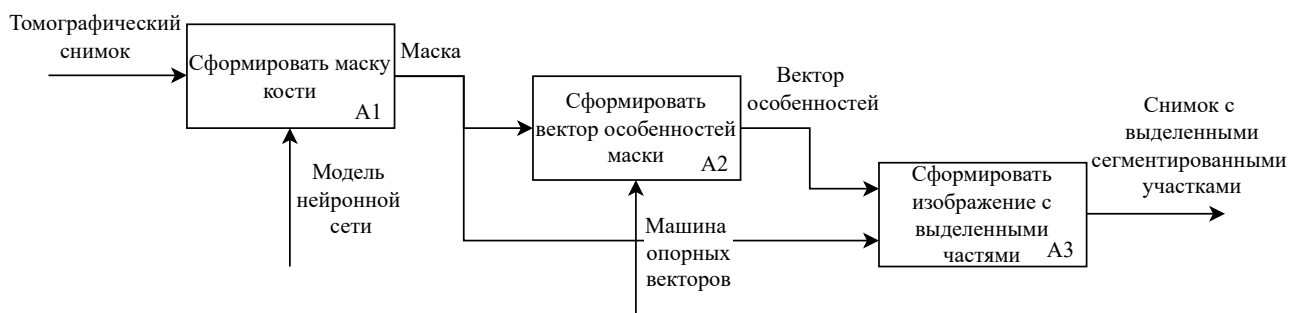 Томографический
снимок
Сформировать маску
кости
A1
Маска
Модель
нейронной
сети
Сформировать
вектор особенностей
маски
A2
Вектор
особенностей
Машина
опорных
векторов
Сформировать
изображение с
выделенными
частями
A3
Снимок с
выделенными
сегментированными
участками